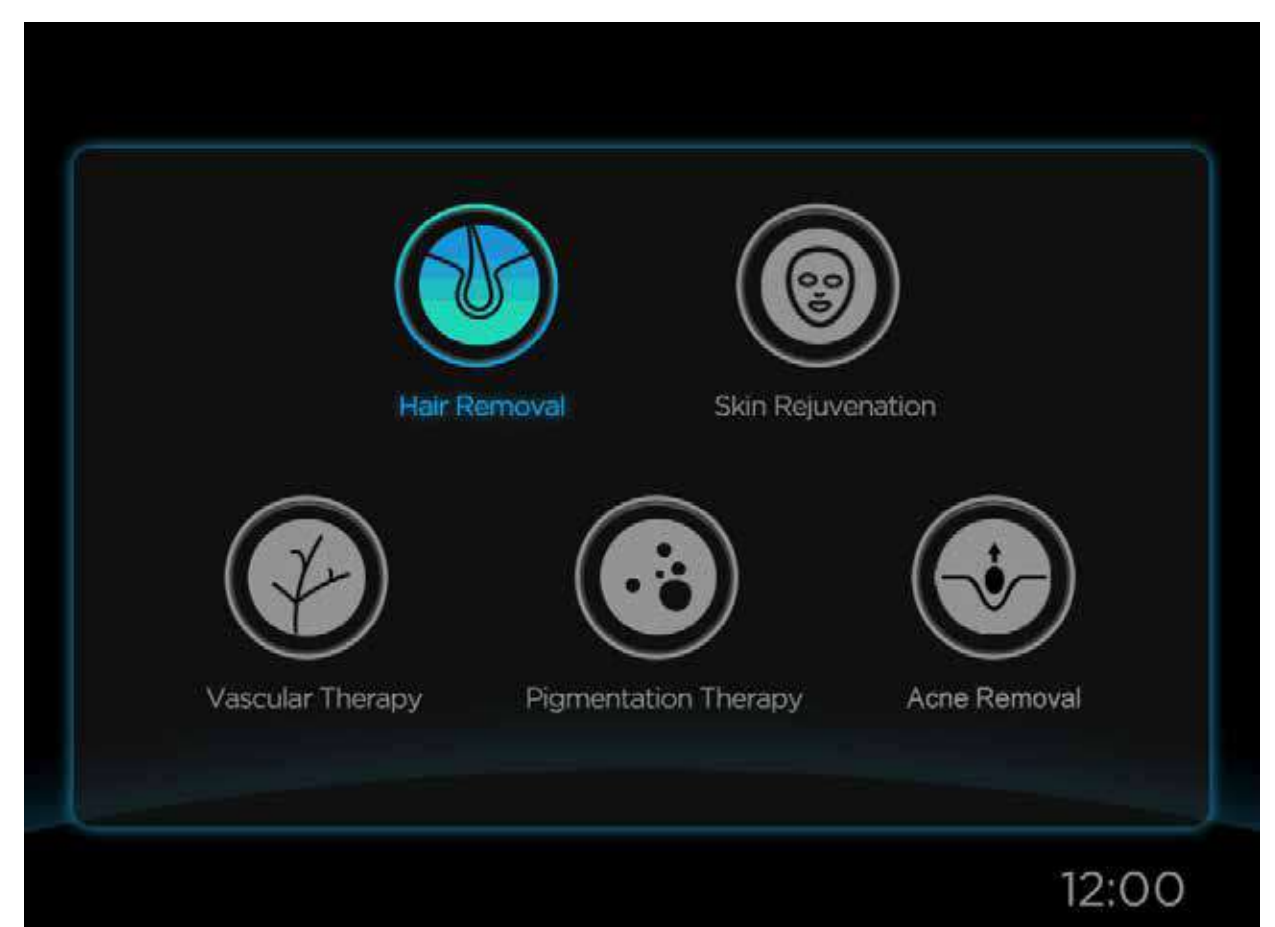 Hair Removal
Skin Rejuvenation
Vascular Therapy
Pigmentation Therapy
Acne Removal
12:00